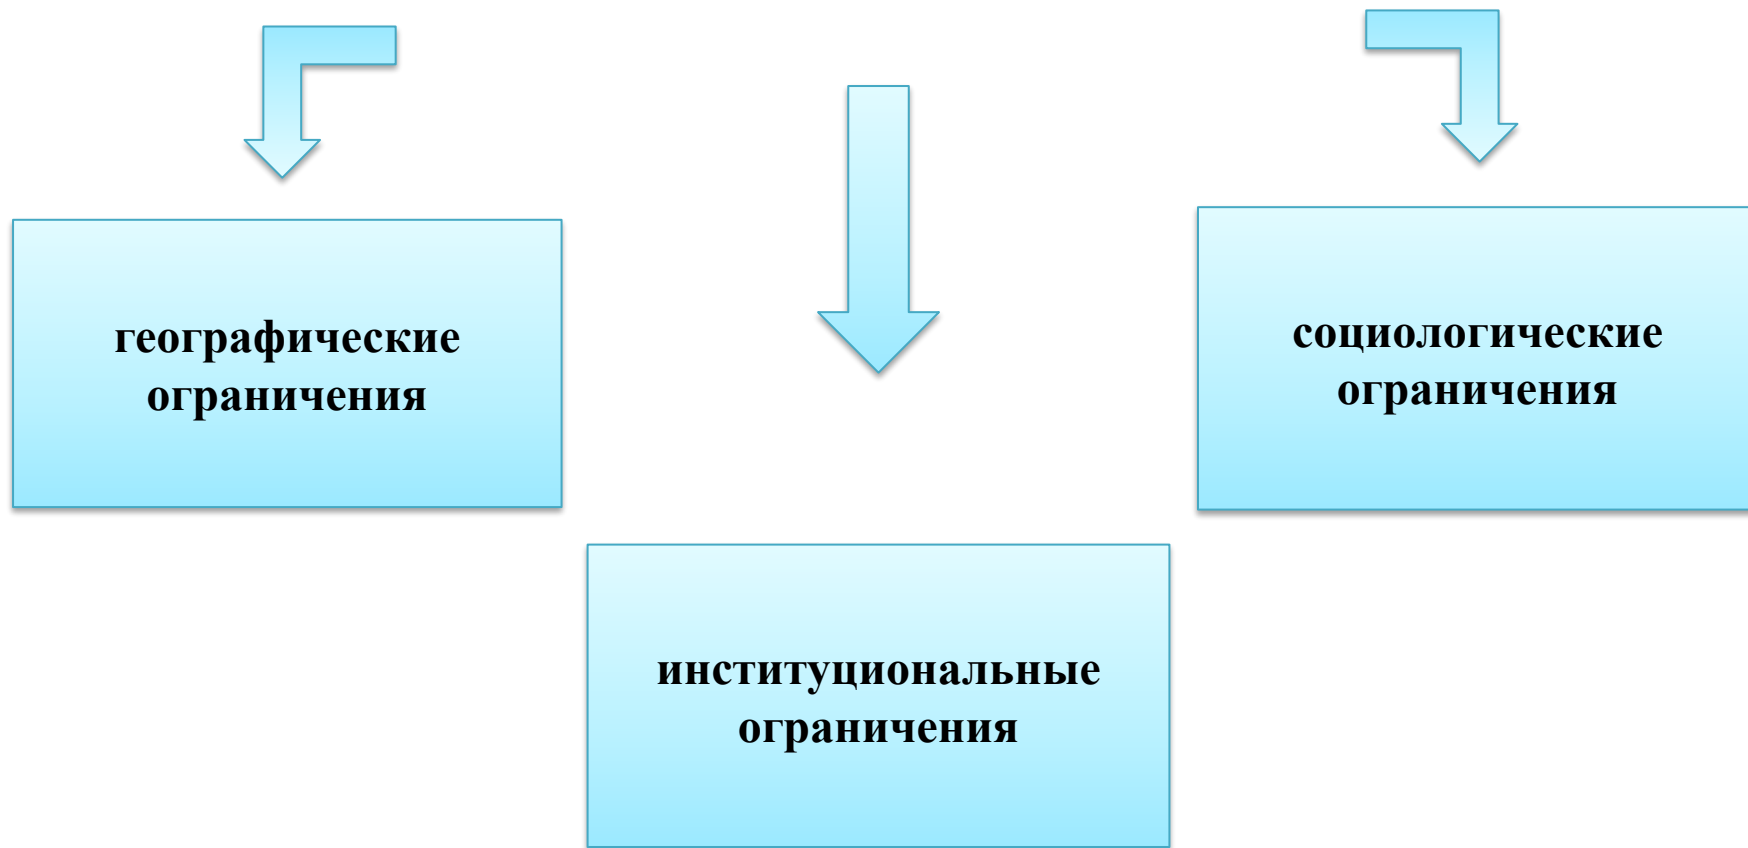 географические
ограничения
социологические
ограничения
институциональные
ограничения